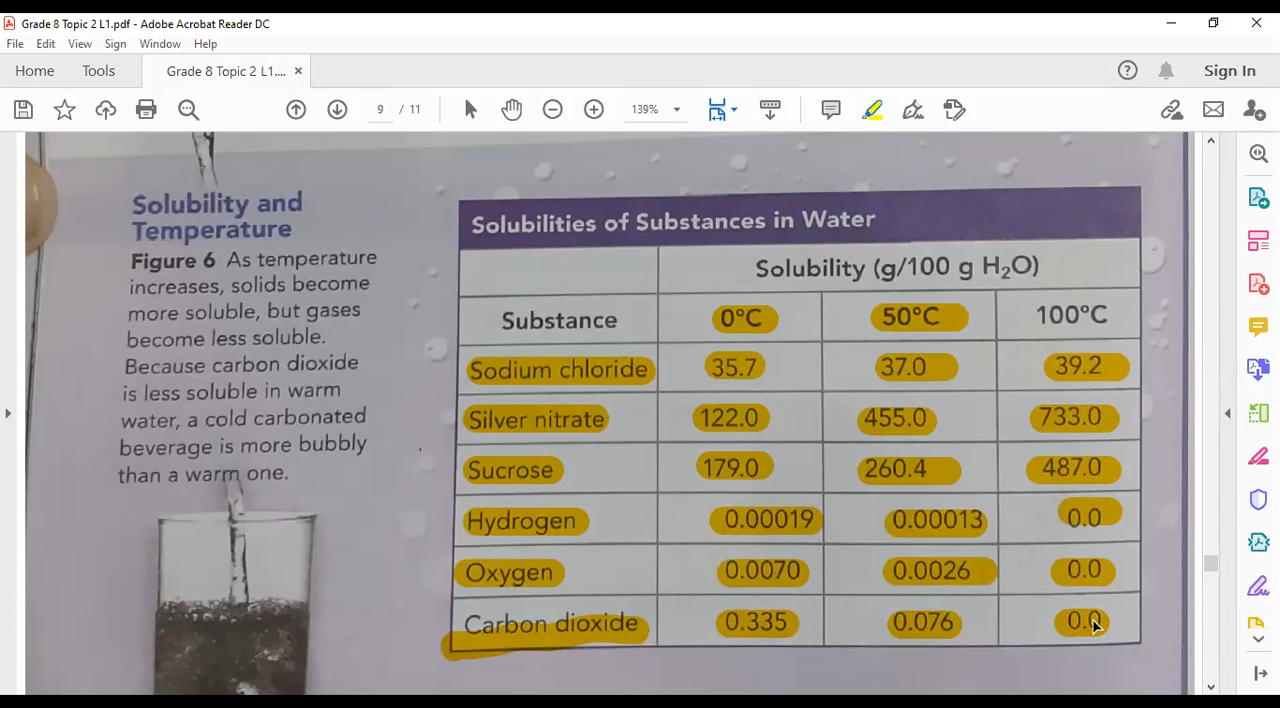 Grade 8 Topic 2 L1.pdf - Adobe Acrobat Reader DC
File Edit View Sign Window Help
Home Tools Grade 8 Topic 2 L1.... × Sign In
9 / 11 139%
Solubility and
Temperature
Figure 6 As temperature
increases, solids become
more soluble, but gases
become less soluble.
Because carbon dioxide
is less soluble in warm
water, a cold carbonated
beverage is more bubbly
than a warm one.
Solubilities of Substances in Water
Solubility (g/100 g H₂O)
Substance 0°C 50°C 100°C
Sodium chloride 35.7 37.0 39.2
Silver nitrate 122.0 455.0 733.0
Sucrose 179.0 260.4 487.0
Hydrogen 0.00019 0.00013 0.0
Oxygen 0.0070 0.0026 0.0
Carbon dioxide 0.335 0.076 0.0